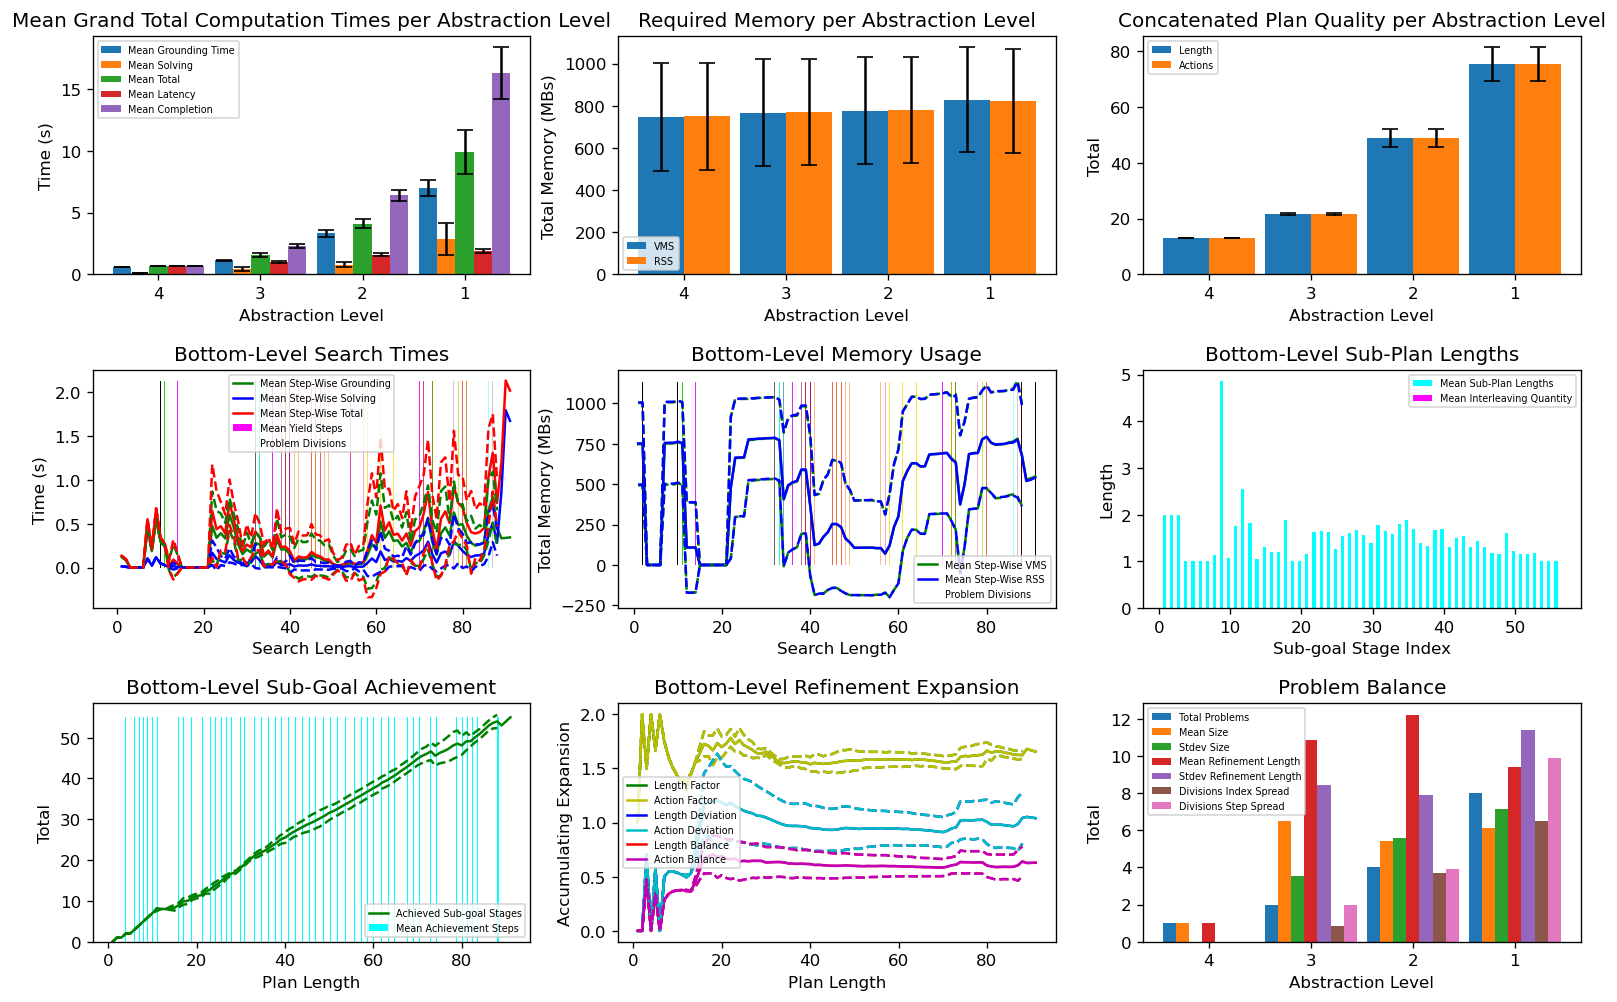 Mean Grand Total Computation Times per Abstraction Level
Time (s)
15
10
5
0
Mean Grounding Time
Mean Solving
Mean Total
Mean Latency
Mean Completion
4 3 2 1
Abstraction Level
Required Memory per Abstraction Level
Total Memory (MBs)
1000
800
600
400
200
0
VMS
RSS
4 3 2 1
Abstraction Level
Concatenated Plan Quality per Abstraction Level
Total
80
60
40
20
0
Length
Actions
4 3 2 1
Abstraction Level
Bottom-Level Search Times
Time (s)
2.0
1.5
1.0
0.5
0.0
Mean Step-Wise Grounding
Mean Step-Wise Solving
Mean Step-Wise Total
Mean Yield Steps
Problem Divisions
0 20 40 60 80
Search Length
Bottom-Level Memory Usage
Total Memory (MBs)
1000
750
500
250
0
−250
Mean Step-Wise VMS
Mean Step-Wise RSS
Problem Divisions
0 20 40 60 80
Search Length
Bottom-Level Sub-Plan Lengths
Length
5
4
3
2
1
0
Mean Sub-Plan Lengths
Mean Interleaving Quantity
0 10 20 30 40 50
Sub-goal Stage Index
Bottom-Level Sub-Goal Achievement
Total
50
40
30
20
10
0
Achieved Sub-goal Stages
Mean Achievement Steps
0 20 40 60 80
Plan Length
Bottom-Level Refinement Expansion
Accumulating Expansion
2.0
1.5
1.0
0.5
0.0
Length Factor
Action Factor
Length Deviation
Action Deviation
Length Balance
Action Balance
0 20 40 60 80
Plan Length
Problem Balance
Total
12
10
8
6
4
2
0
Total Problems
Mean Size
Stdev Size
Mean Refinement Length
Stdev Refinement Length
Divisions Index Spread
Divisions Step Spread
4 3 2 1
Abstraction Level